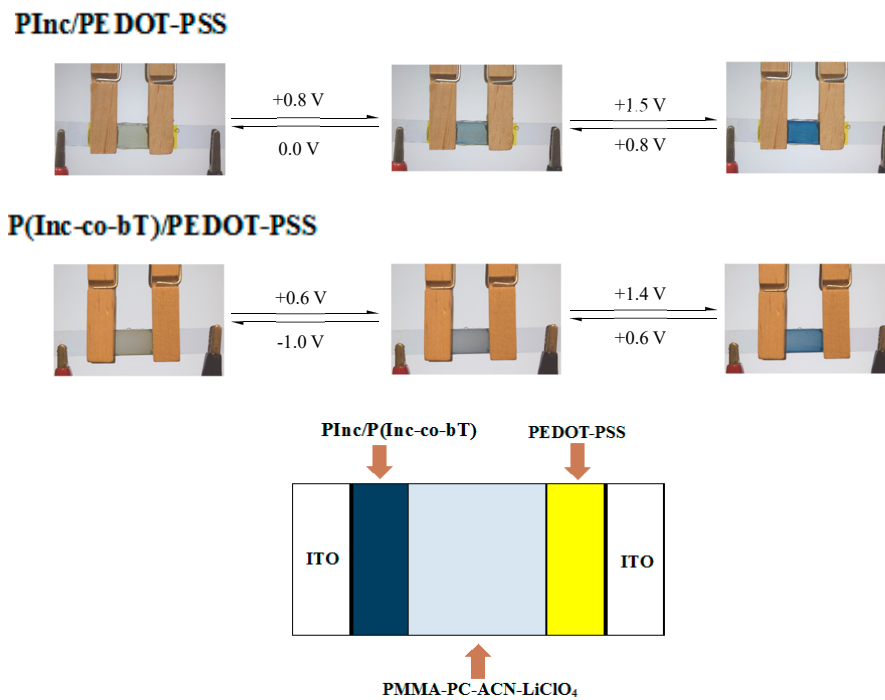 PInc/PEDOT-PSS
+0.8 V
0.0 V
+1.5 V
+0.8 V
P(Inc-co-bT)/PEDOT-PSS
+0.6 V
-1.0 V
+1.4 V
+0.6 V
PInc/P(Inc-co-bT)
PEDOT-PSS
ITO
ITO
PMMA-PC-ACN-LiClO₄